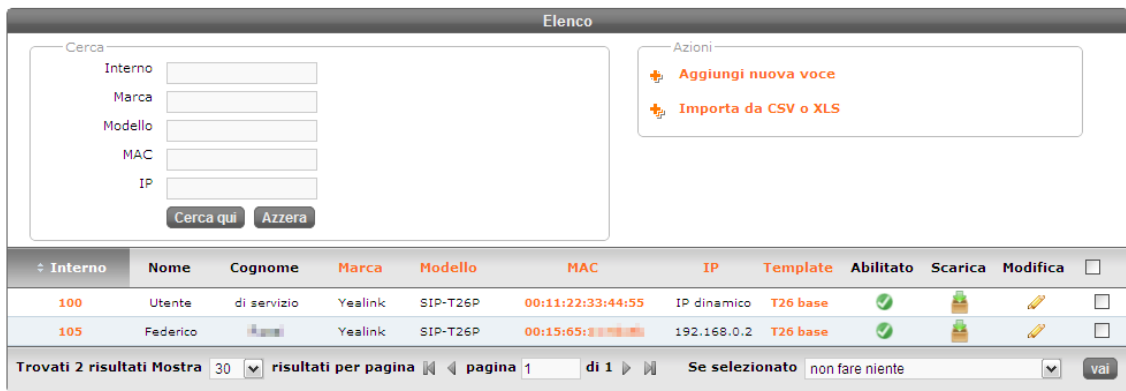 Elenco
Cerca
Interno
Marca
Modello
MAC
IP
Cerca qui Azzera
Azioni
Aggiungi nuova voce
Importa da CSV o XLS
Interno Nome Cognome Marca Modello MAC IP Template Abilitato Scarica Modifica
100 Utente di servizio Yealink SIP-T26P 00:11:22:33:44:55 IP dinamico T26 base
105 Federico Yealink SIP-T26P 00:15:65: 192.168.0.2 T26 base
Trovati 2 risultati Mostra 30 risultati per pagina pagina 1 di 1 Se selezionato non fare niente vai